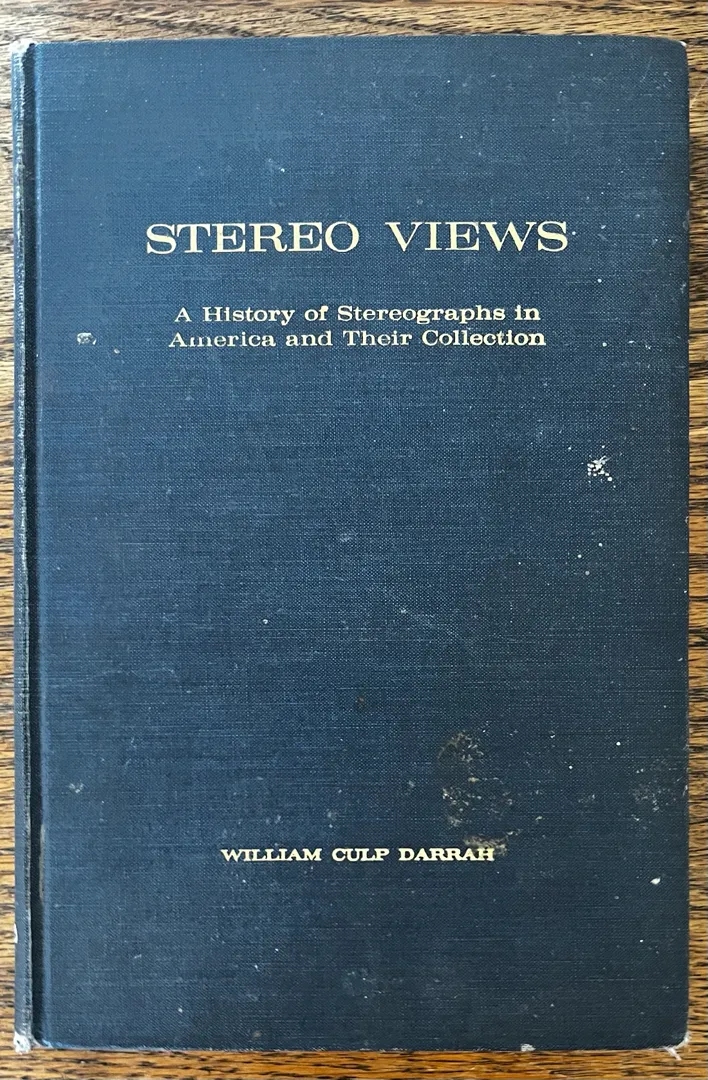 STEREO VIEWS
A History of Stereographs in
America and Their Collection
WILLIAM CULP DARRAH